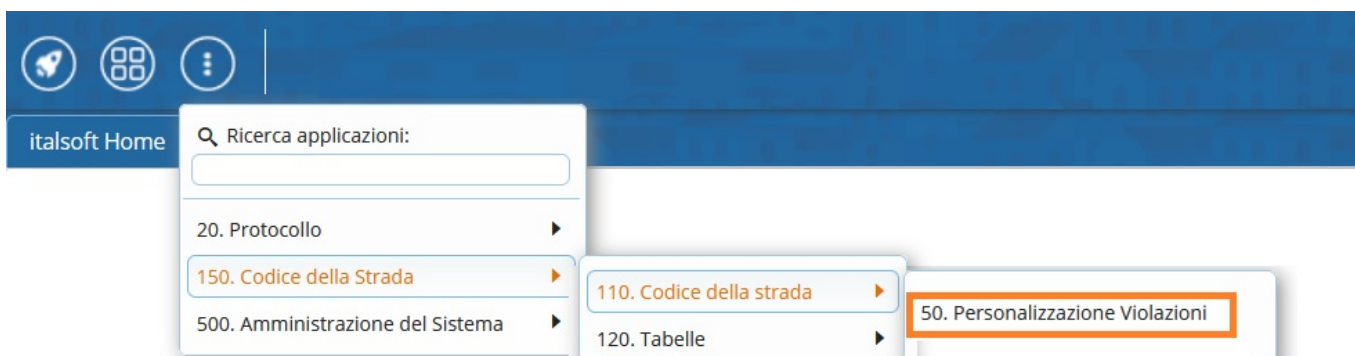 italsoft Home
Ricerca applicazioni:
20. Protocollo
150. Codice della Strada
500. Amministrazione del Sistema
110. Codice della strada
120. Tabelle
50. Personalizzazione Violazioni